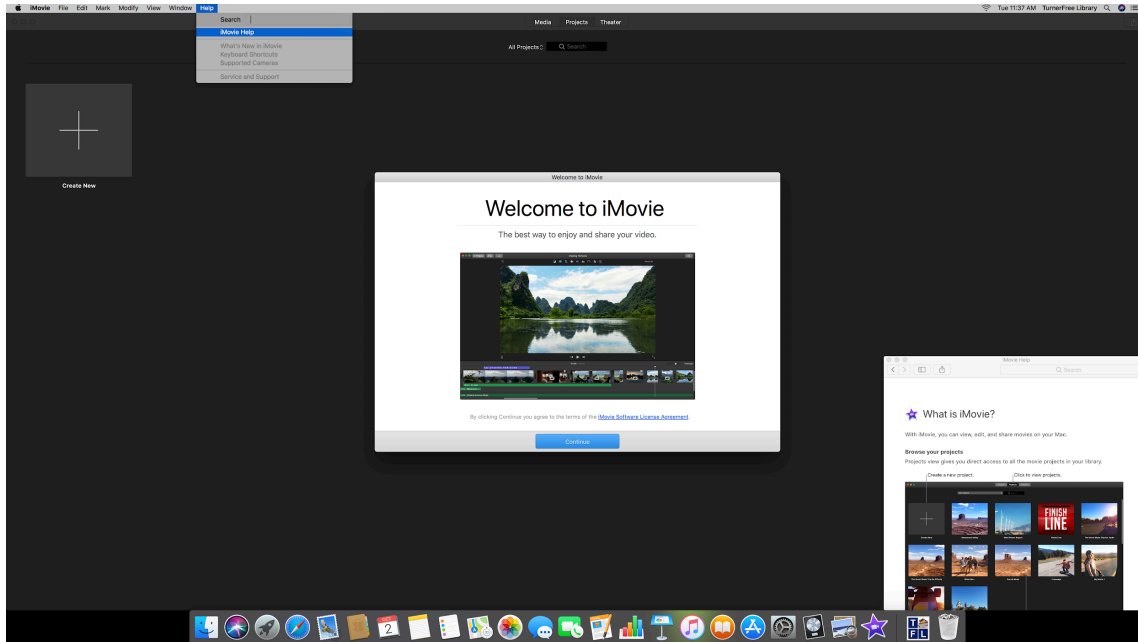 iMovie File Edit Mark Modify View Window Help
Tue 11:37 AM TurnerFree Library
Search
iMovie Help
What's New in iMovie
Keyboard Shortcuts
Supported Cameras
Service and Support
Media Projects Theater
All Projects Search
Create New
Welcome to iMovie
Welcome to iMovie
The best way to enjoy and share your video.
By clicking Continue you agree to the terms of the iMovie Software License Agreement.
Continue
iMovie Help
Search
What is iMovie?
With iMovie, you can view, edit, and share movies on your Mac.
Browse your projects
Projects view gives you direct access to all the movie projects in your library.
Create a new project. Click to view projects.
FINISH
LINE
OCT
2
T F
FL